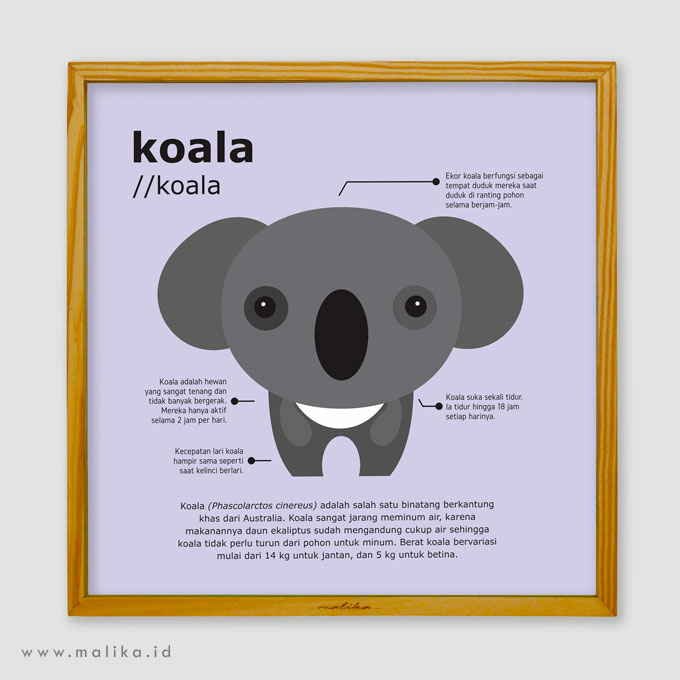 koala
//koala
Ekor koala berfungsi sebagai
tempat duduk mereka saat
duduk di ranting pohon
selama berjam-jam.
Koala adalah hewan
yang sangat tenang dan
tidak banyak bergerak.
Mereka hanya aktif
selama 2 jam per hari.
Koala suka sekali tidur.
Ia tidur hingga 18 jam
setiap harinya.
Kecepatan lari koala
hampir sama seperti
saat kelinci berlari.
Koala (Phascolarctos cinereus) adalah salah satu binatang berkantung
khas dari Australia. Koala sangat jarang meminum air, karena
makanannya daun ekaliptus sudah mengandung cukup air sehingga
koala tidak perlu turun dari pohon untuk minum. Berat koala bervariasi
mulai dari 14 kg untuk jantan, dan 5 kg untuk betina.
malika
www.malika.id